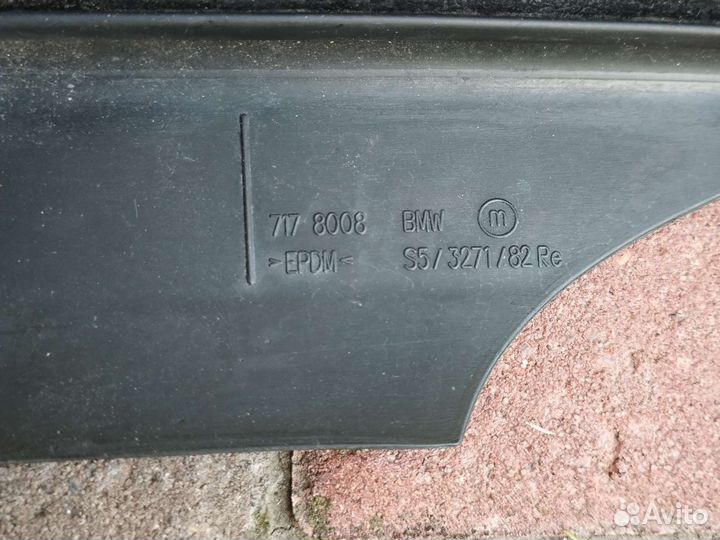 717 8008 BMW m
>EPDM< S5/3271/82 Re
Avito